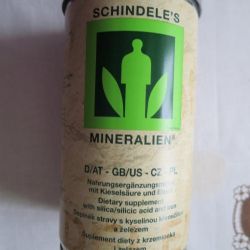 SCHINDELE'S
MINERALIEN®
D/AT - GB/US - CZ - PL
Nahrungsergänzungsmittel
mit Kieselsäure und Eisen
Dietary supplement
with silica/silicic acid and iron
Doplněk stravy s kyselinou křemičitou
a železem
Suplement diety z krzemionką
i żelazem